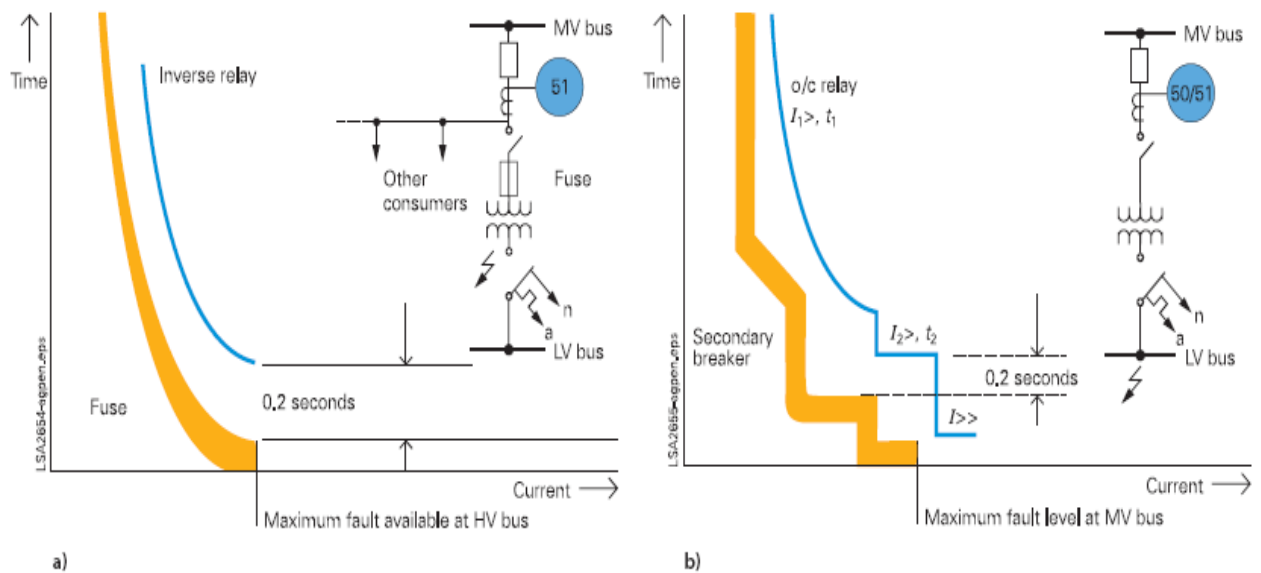 Time
Inverse relay
MV bus
51
Other
consumers
Fuse
n
a
LV bus
Fuse
0.2 seconds
LSA2654-agpen.eps
Current
Maximum fault available at HV bus
a)
Time
o/c relay
I1>, t1
MV bus
50/51
n
a
LV bus
Secondary
breaker
I2>, t2
0.2 seconds
I>>
LSA2655-agpen.eps
Current
Maximum fault level at MV bus
b)